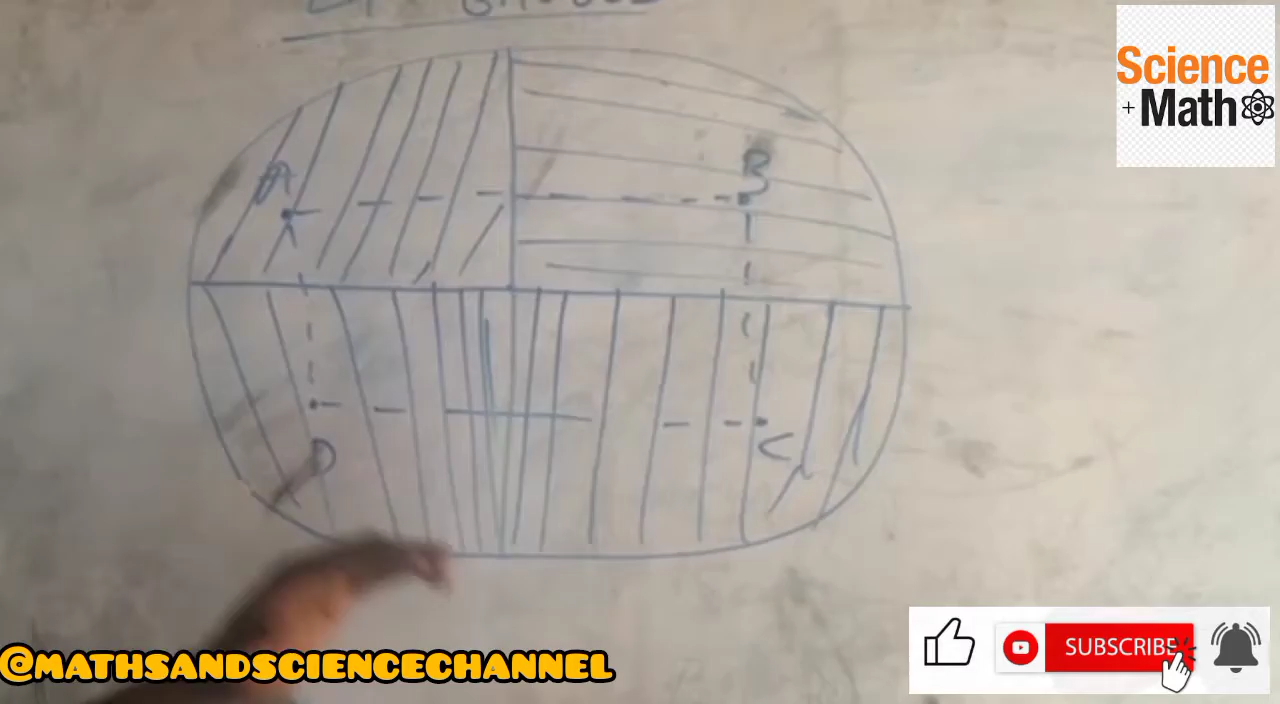 Science
+Math
A
B
D
C
SUBSCRIBE
@MATHSANDSCIENCECHANNEL